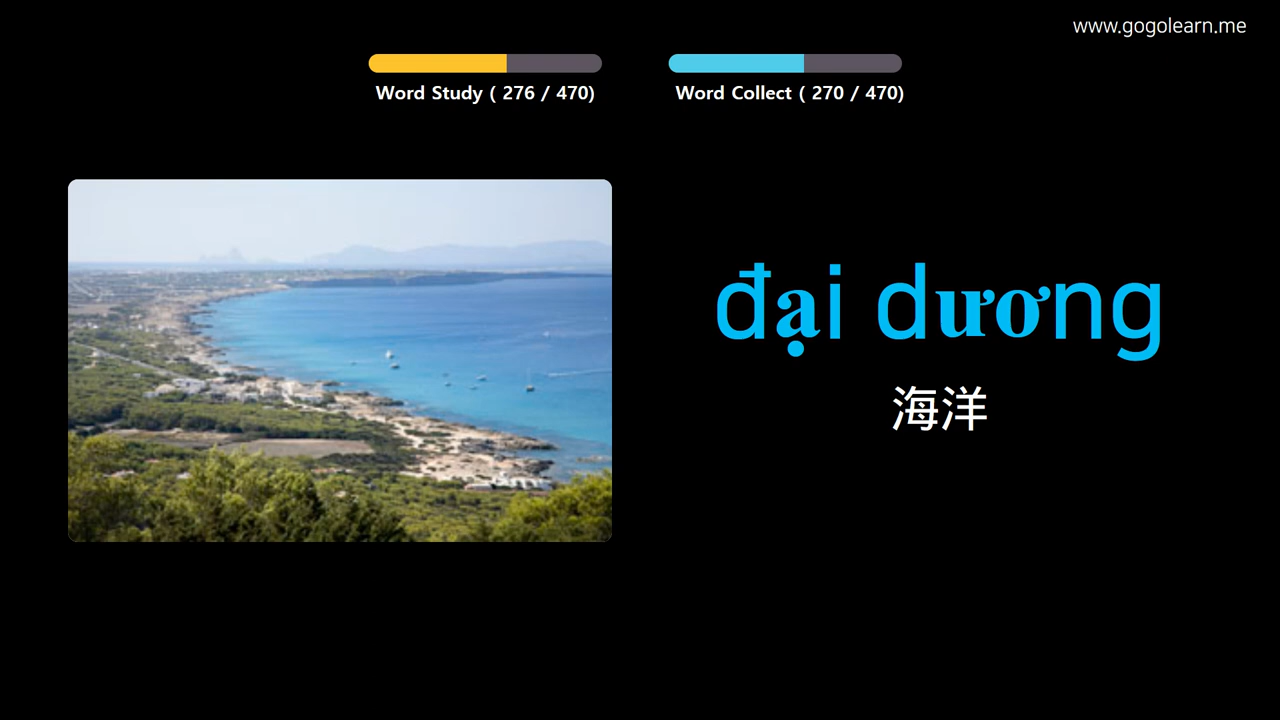 www.gogolearn.me
Word Study ( 276 / 470)
Word Collect ( 270 / 470)
đại dương
海洋